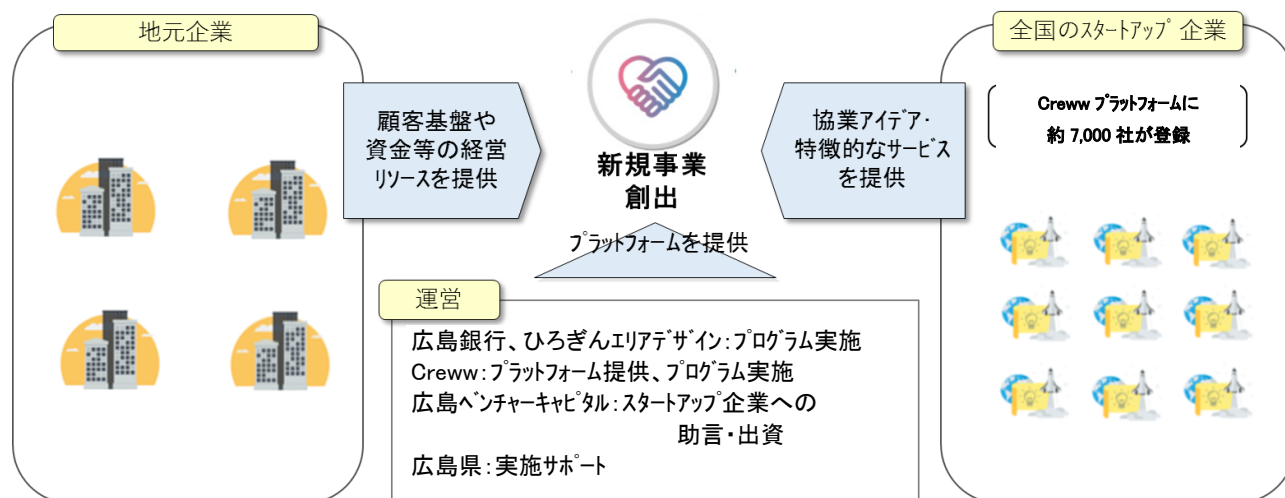 地元企業
顧客基盤や
資金等の経営
リソースを提供
新規事業
創出
協業アイデア・
特徴的なサービス
を提供
全国のスタートアップ企業
Creww プラットフォームに
約 7,000 社が登録
プラットフォームを提供
運営
広島銀行、ひろぎんエリアデザイン：プログラム実施
Creww：プラットフォーム提供、プログラム実施
広島ベンチャーキャピタル：スタートアップ企業への
助言・出資
広島県：実施サポート